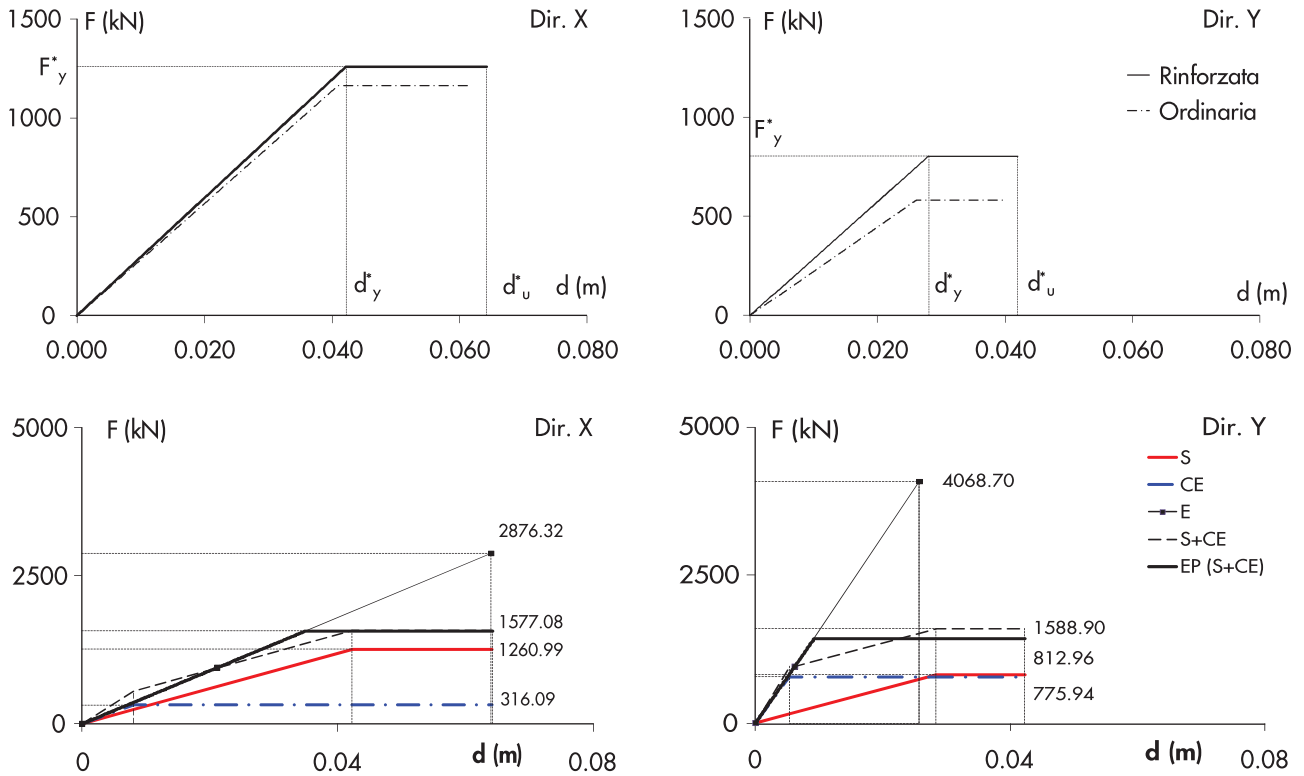 1500 F (kN) Dir. X
F*y
1000
500
d*y d*u d (m)
0
0.000 0.020 0.040 0.060 0.080
1500 F (kN) Dir. Y
Rinforzata
Ordinaria
1000
F*y
500
d*y d*u d (m)
0
0.000 0.020 0.040 0.060 0.080
5000 F (kN) Dir. X
2876.32
2500
1577.08
1260.99
316.09
0
0 0.04 d (m) 0.08
5000 F (kN) Dir. Y
S
4068.70
CE
E
S+CE
EP (S+CE)
2500
1588.90
812.96
775.94
0
0 0.04 d (m) 0.08